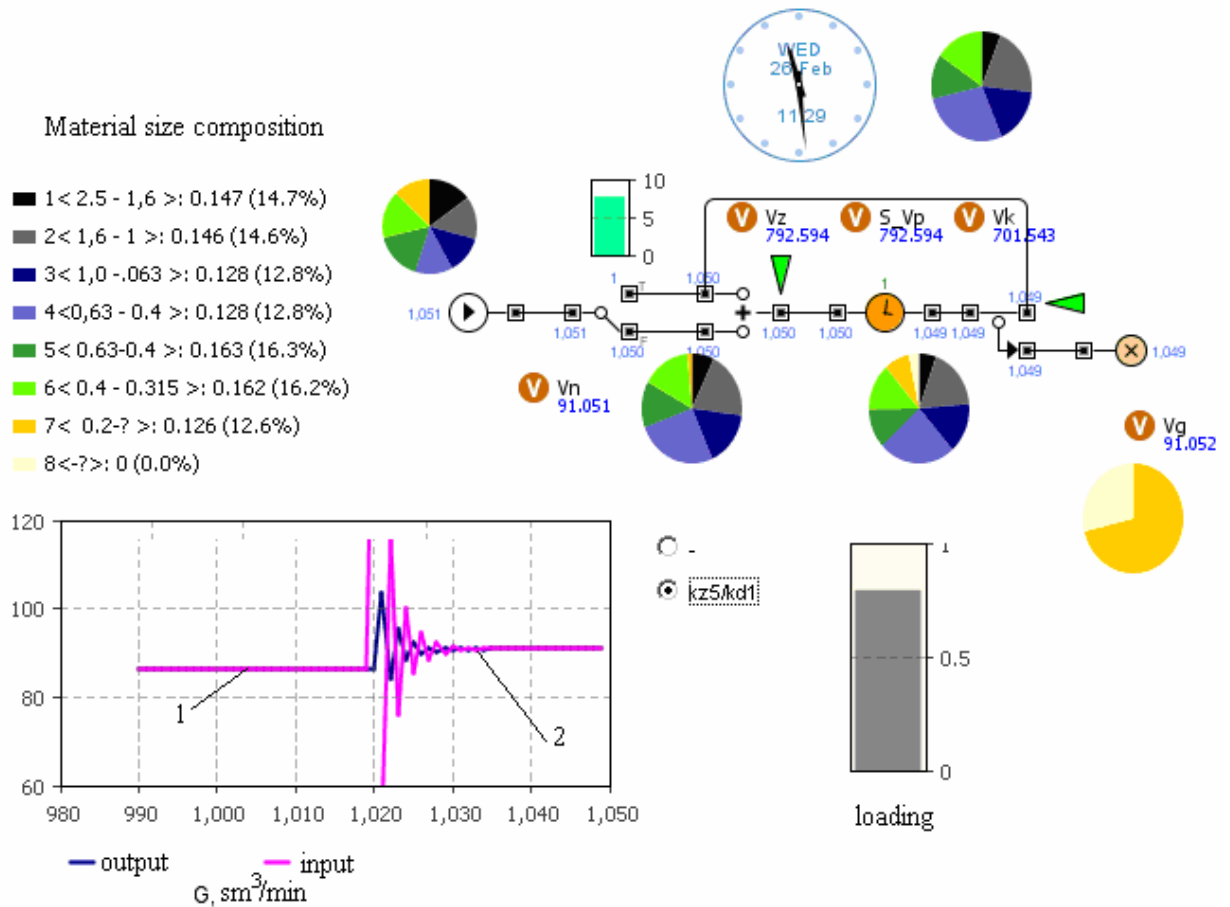 WED
26 Feb
11 29
Material size composition
1< 2.5 - 1,6 >: 0.147 (14.7%)
2< 1,6 - 1 >: 0.146 (14.6%)
3< 1,0 -.063 >: 0.128 (12.8%)
4<0,63 - 0.4 >: 0.128 (12.8%)
5< 0.63-0.4 >: 0.163 (16.3%)
6< 0.4 - 0.315 >: 0.162 (16.2%)
7< 0.2-? >: 0.126 (12.6%)
8<-?>: 0 (0.0%)
10
5
0
V Vz
792.594
V S_Vp
792.594
V Vk
701.543
1
T
1,050
1
1,049
1,051
1,051
F
1,050
1,050
1,050
1,050
1,049
1,049
1,049
1,049
V Vn
91.051
V Vg
91.052
120
100
80
60
1
2
980
990
1,000
1,010
1,020
1,030
1,040
1,050
output
input
G, sm³/min
-
kz5/kd1
1
0.5
0
loading